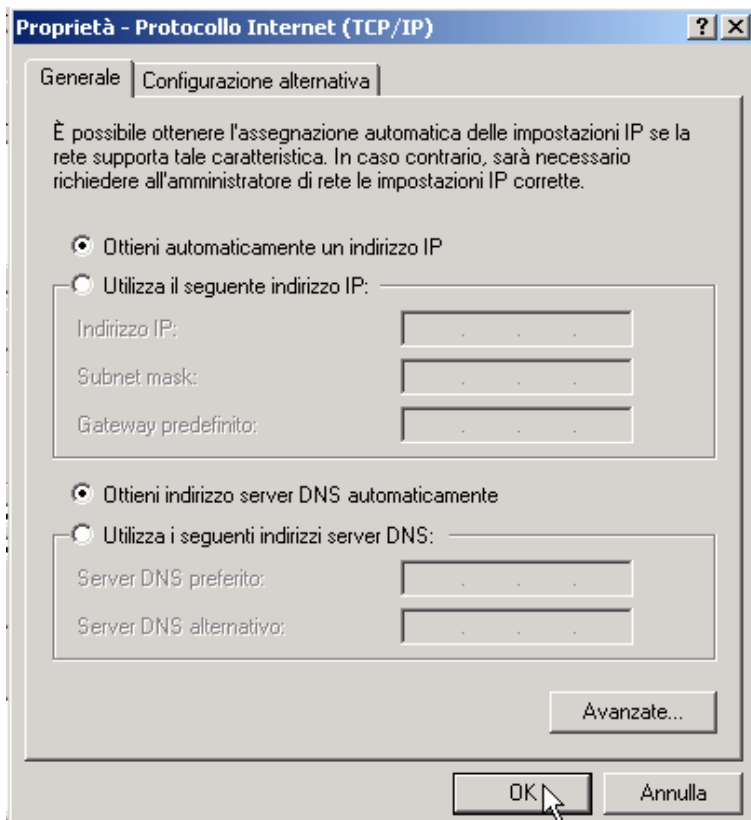 Proprietà - Protocollo Internet (TCP/IP)
Generale
Configurazione alternativa
È possibile ottenere l'assegnazione automatica delle impostazioni IP se la
rete supporta tale caratteristica. In caso contrario, sarà necessario
richiedere all'amministratore di rete le impostazioni IP corrette.
Ottieni automaticamente un indirizzo IP
Utilizza il seguente indirizzo IP:
Indirizzo IP:
Subnet mask:
Gateway predefinito:
Ottieni indirizzo server DNS automaticamente
Utilizza i seguenti indirizzi server DNS:
Server DNS preferito:
Server DNS alternativo:
Avanzate...
OK
Annulla